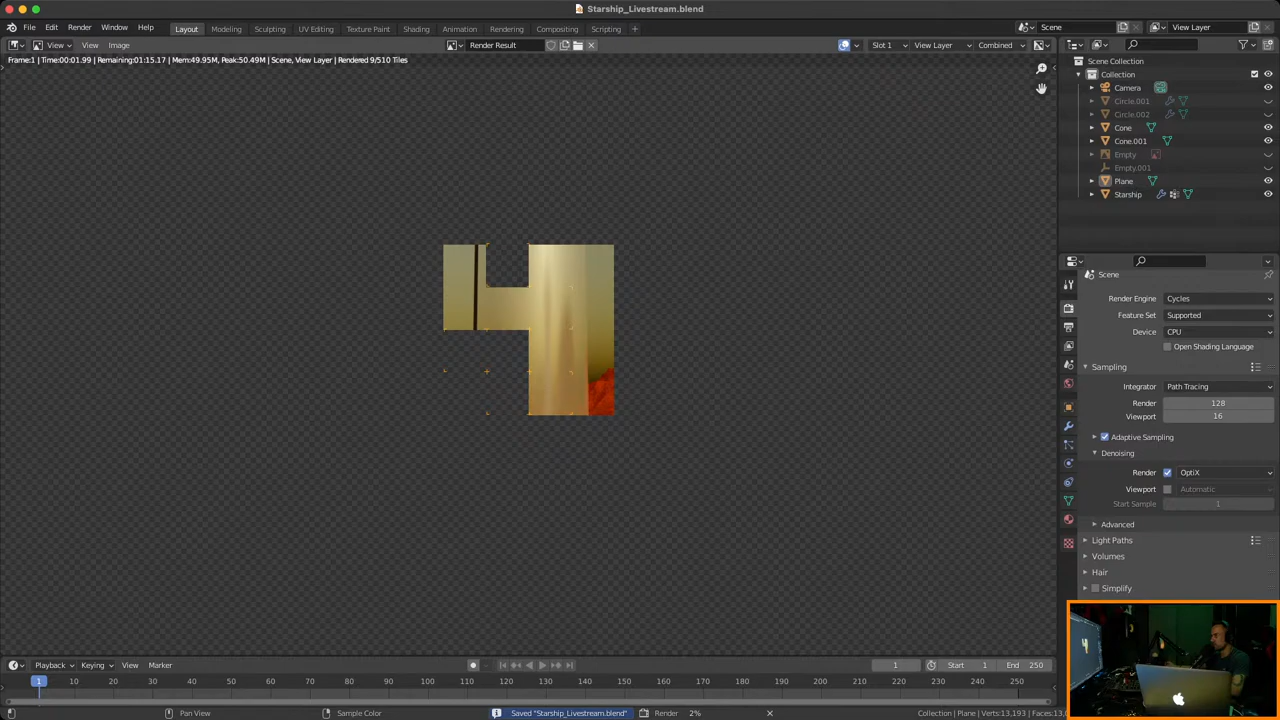 Starship_Livestream.blend
File Edit Render Window Help Layout Modeling Sculpting UV Editing Texture Paint Shading Animation Rendering Compositing Scripting + Scene View Layer
View View Image Render Result Slot 1 View Layer Combined
Frame:1 | Time:00:01.99 | Remaining:01:15.17 | Mem:49.95M, Peak:50.49M | Scene, View Layer | Rendered 9/510 Tiles
Scene Collection
Collection
Camera
Circle.001
Circle.002
Cone
Cone.001
Empty
Empty.001
Plane
Starship
Scene
Render Engine Cycles
Feature Set Supported
Device CPU
Open Shading Language
Sampling
Integrator Path Tracing
Render 128
Viewport 16
Adaptive Sampling
Denoising
Render OptiX
Viewport Automatic
Start Sample 1
Advanced
Light Paths
Volumes
Hair
Simplify
Playback Keying View Marker 1 Start 1 End 250
1 10 20 30 40 50 60 70 80 90 100 110 120 130 140 150 160 170 180 190 200 210 220 230 240 250
Pan View Sample Color Saved "Starship_Livestream.blend" Render 2% Collection | Plane | Verts:13,193 | Faces:13,